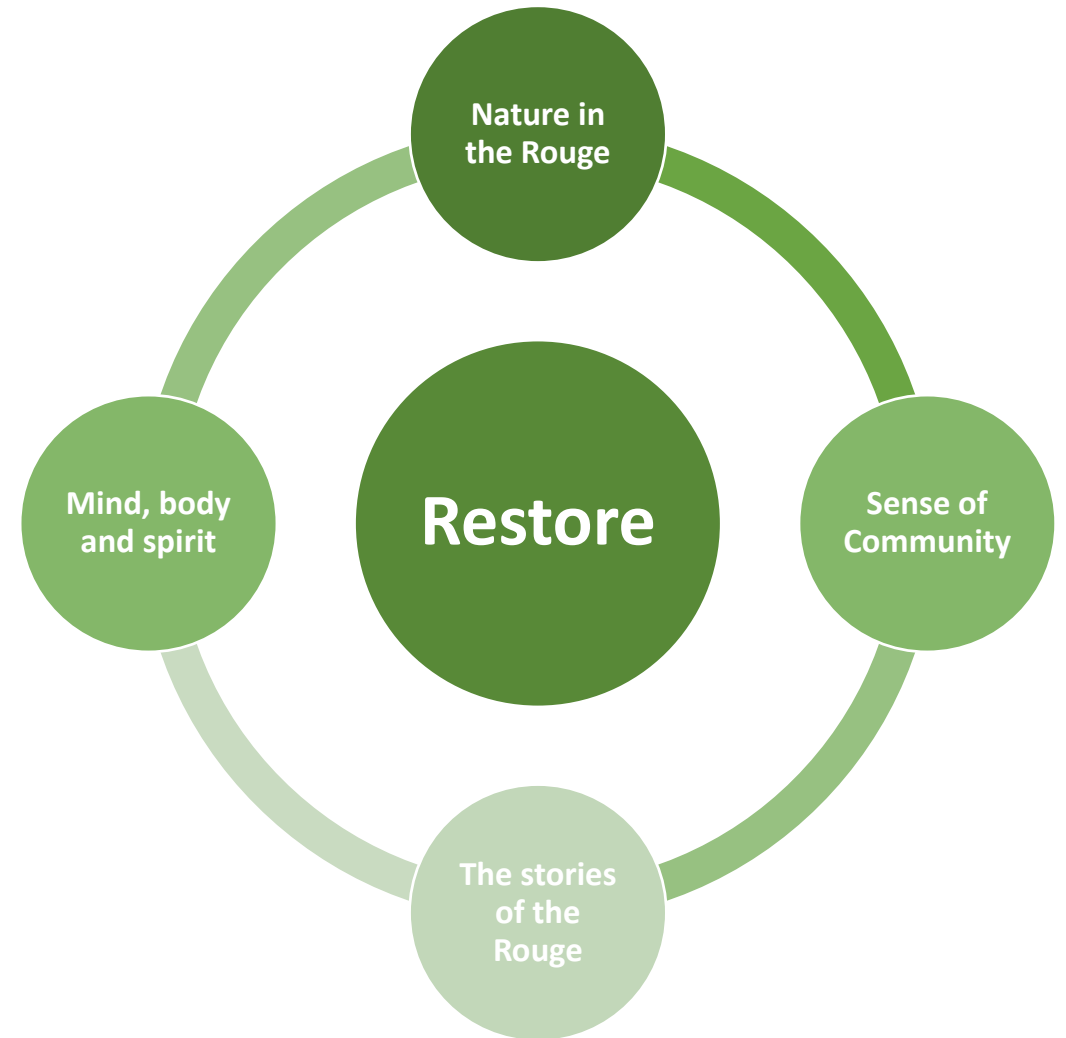 Nature in
the Rouge
Mind, body
and spirit
Restore
Sense of
Community
The stories
of the
Rouge